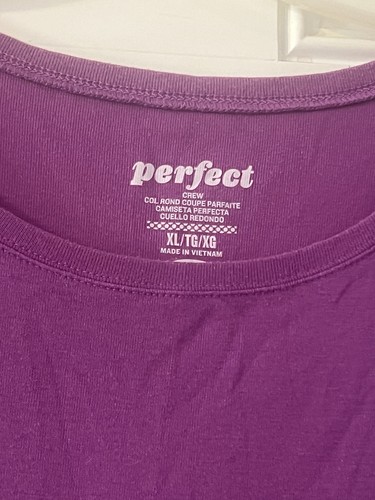 perfect
CREW
COL ROND COUPE PARFAITE
CAMISETA PERFECTA
CUELLO REDONDO
XL/TG/XG
MADE IN VIETNAM